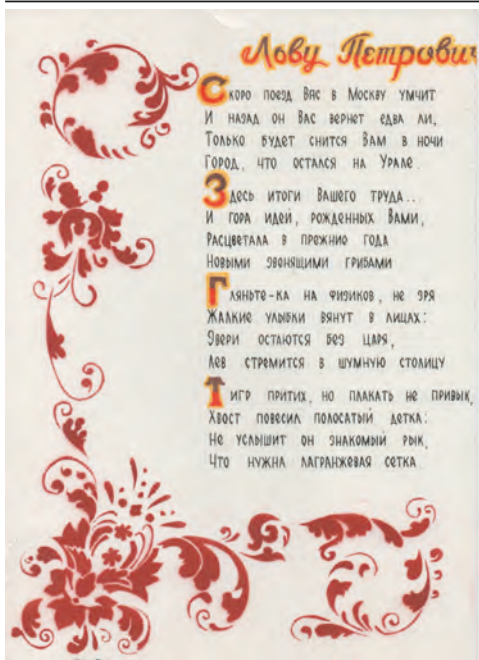 Льву Петрович
Скоро поезд Вас в Москву умчит
И назад он Вас вернет едва ли,
Только будет снится Вам в ночи
Город, что остался на Урале.
Здесь итоги Вашего труда..
И гора идей, рожденных Вами,
Расцветала в прежние года
Новыми звонящими грибами
Гляньте-ка на физиков, не зря
Жалкие улыбки вянут в лицах:
Звери остаются без царя,
Лев стремится в шумную столицу
Тигр притих, но плакать не привык,
Хвост повесил полосатый детка:
Не услышит он знакомый рык,
Что нужна лагранжевая сетка